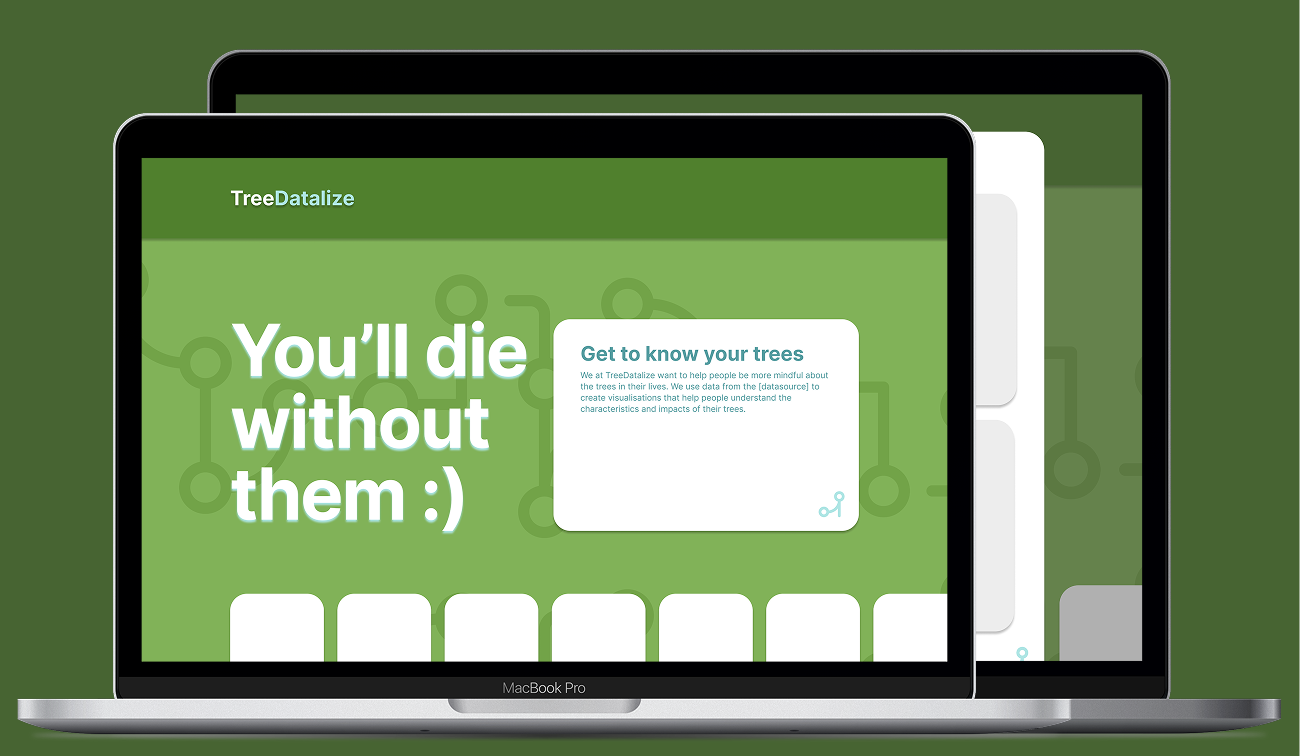 TreeDatalize
You’ll die
without
them :)
Get to know your trees
We at TreeDatalize want to help people be more mindful about
the trees in their lives. We use data from the [datasource] to
create visualisations that help people understand the
characteristics and impacts of their trees.
MacBook Pro